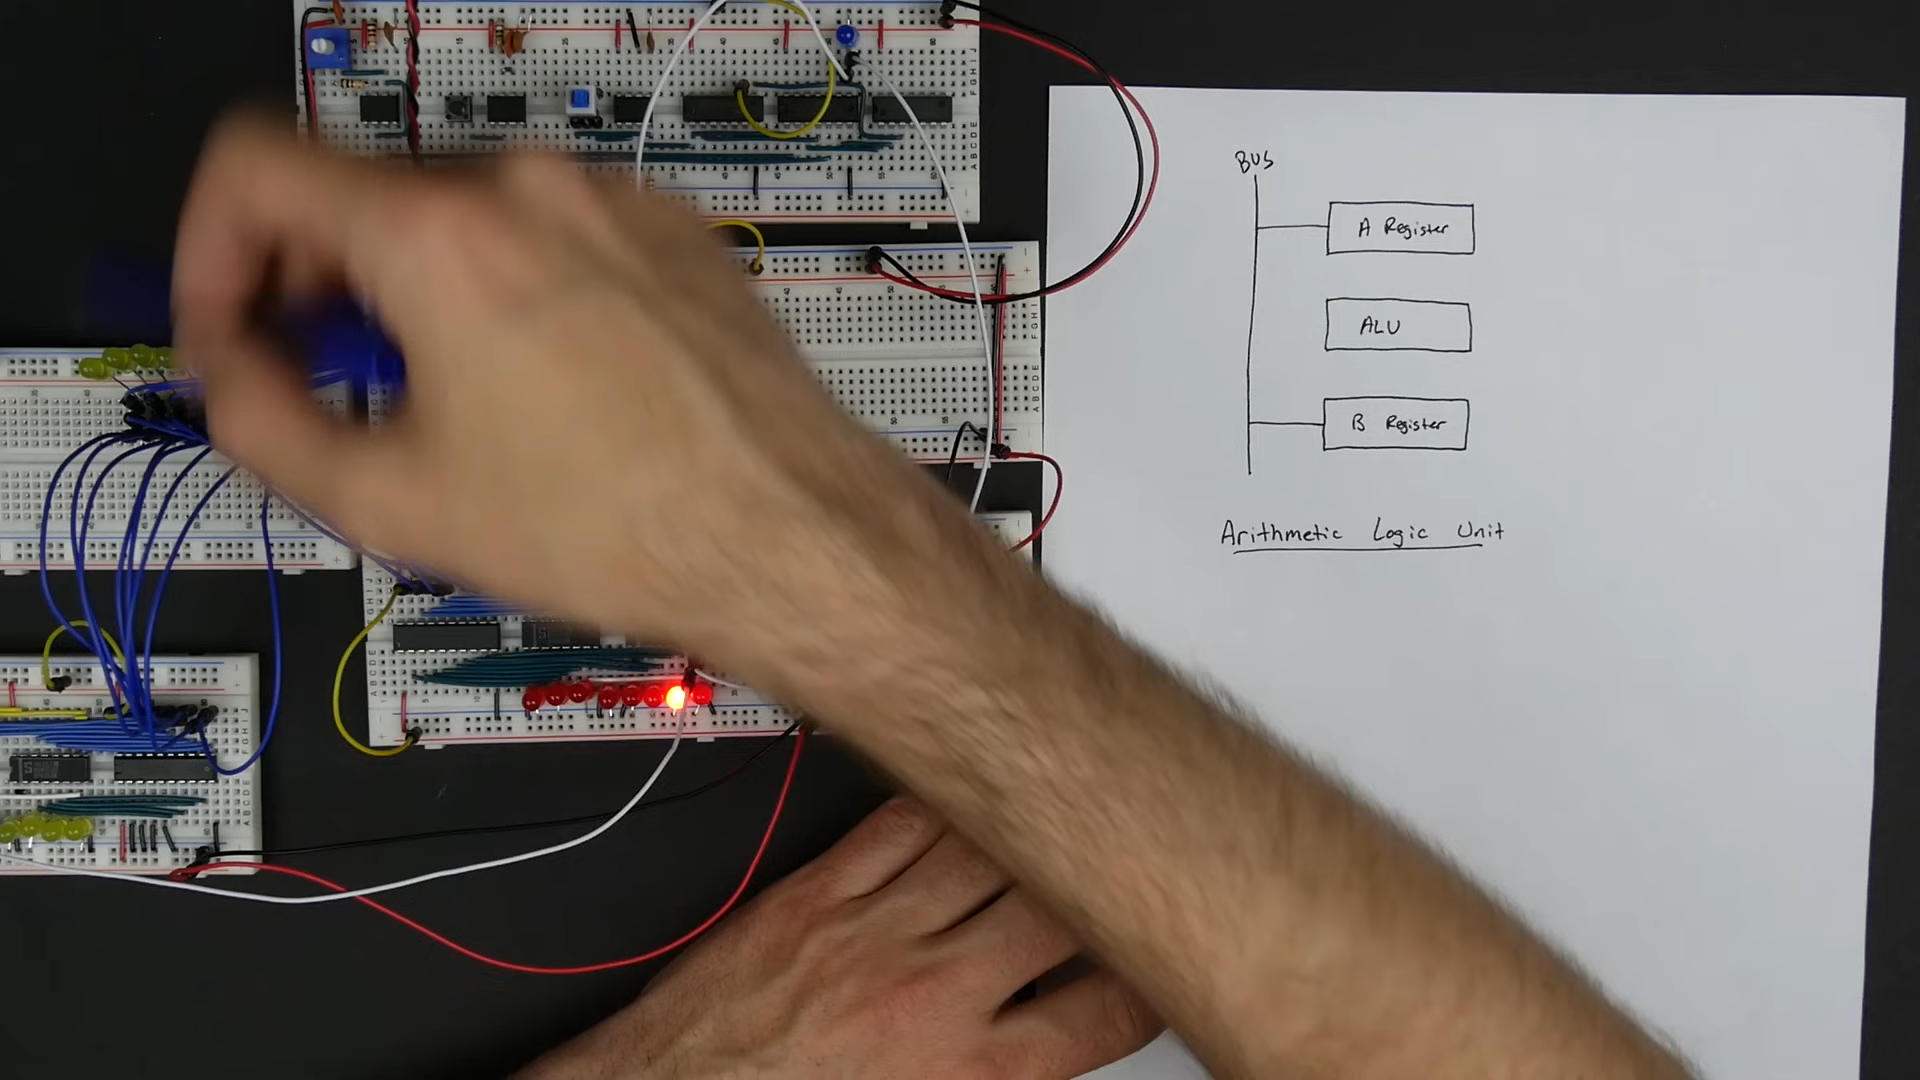 BUS
A Register
ALU
B Register
Arithmetic Logic Unit